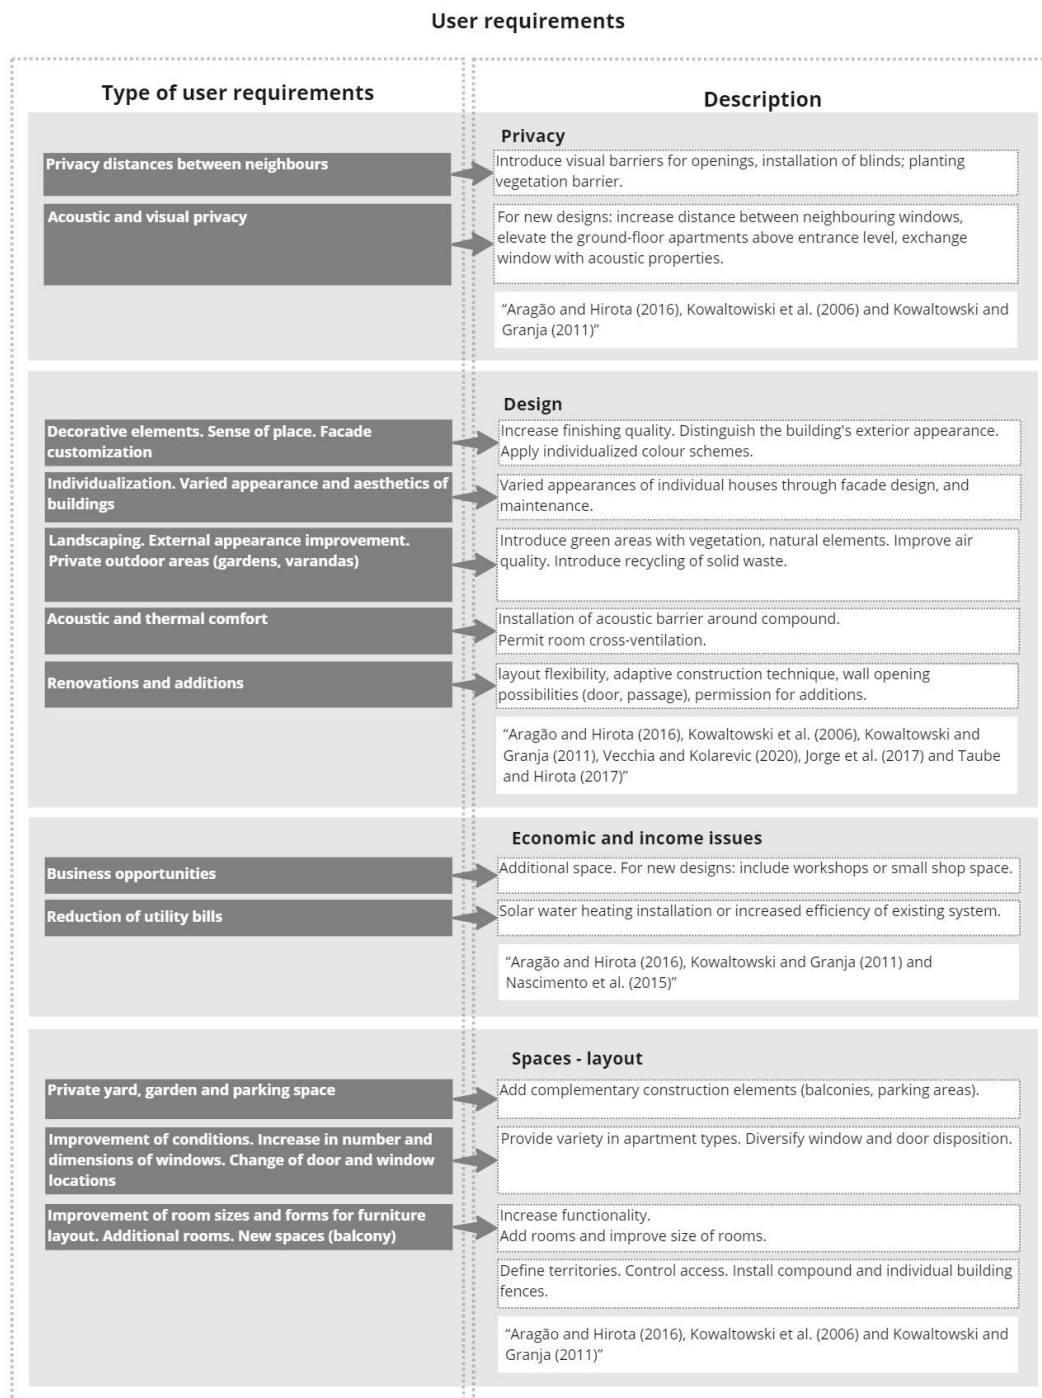 User requirements
Type of user requirements
Description
Privacy
Privacy distances between neighbours
Introduce visual barriers for openings, installation of blinds; planting
vegetation barrier.
Acoustic and visual privacy
For new designs: increase distance between neighbouring windows,
elevate the ground-floor apartments above entrance level, exchange
window with acoustic properties.
“Aragão and Hirota (2016), Kowaltowiski et al. (2006) and Kowaltowski and
Granja (2011)”
Design
Decorative elements. Sense of place. Facade
customization
Increase finishing quality. Distinguish the building's exterior appearance.
Apply individualized colour schemes.
Individualization. Varied appearance and aesthetics of
buildings
Varied appearances of individual houses through facade design, and
maintenance.
Landscaping. External appearance improvement.
Private outdoor areas (gardens, varandas)
Introduce green areas with vegetation, natural elements. Improve air
quality. Introduce recycling of solid waste.
Acoustic and thermal comfort
Installation of acoustic barrier around compound.
Permit room cross-ventilation.
Renovations and additions
layout flexibility, adaptive construction technique, wall opening
possibilities (door, passage), permission for additions.
“Aragão and Hirota (2016), Kowaltowski et al. (2006), Kowaltowski and
Granja (2011), Vecchia and Kolarevic (2020), Jorge et al. (2017) and Taube
and Hirota (2017)”
Economic and income issues
Business opportunities
Additional space. For new designs: include workshops or small shop space.
Reduction of utility bills
Solar water heating installation or increased efficiency of existing system.
“Aragão and Hirota (2016), Kowaltowski and Granja (2011) and
Nascimento et al. (2015)”
Spaces - layout
Private yard, garden and parking space
Add complementary construction elements (balconies, parking areas).
Improvement of conditions. Increase in number and
dimensions of windows. Change of door and window
locations
Provide variety in apartment types. Diversify window and door disposition.
Improvement of room sizes and forms for furniture
layout. Additional rooms. New spaces (balcony)
Increase functionality.
Add rooms and improve size of rooms.
Define territories. Control access. Install compound and individual building
fences.
“Aragão and Hirota (2016), Kowaltowski et al. (2006) and Kowaltowski and
Granja (2011)”